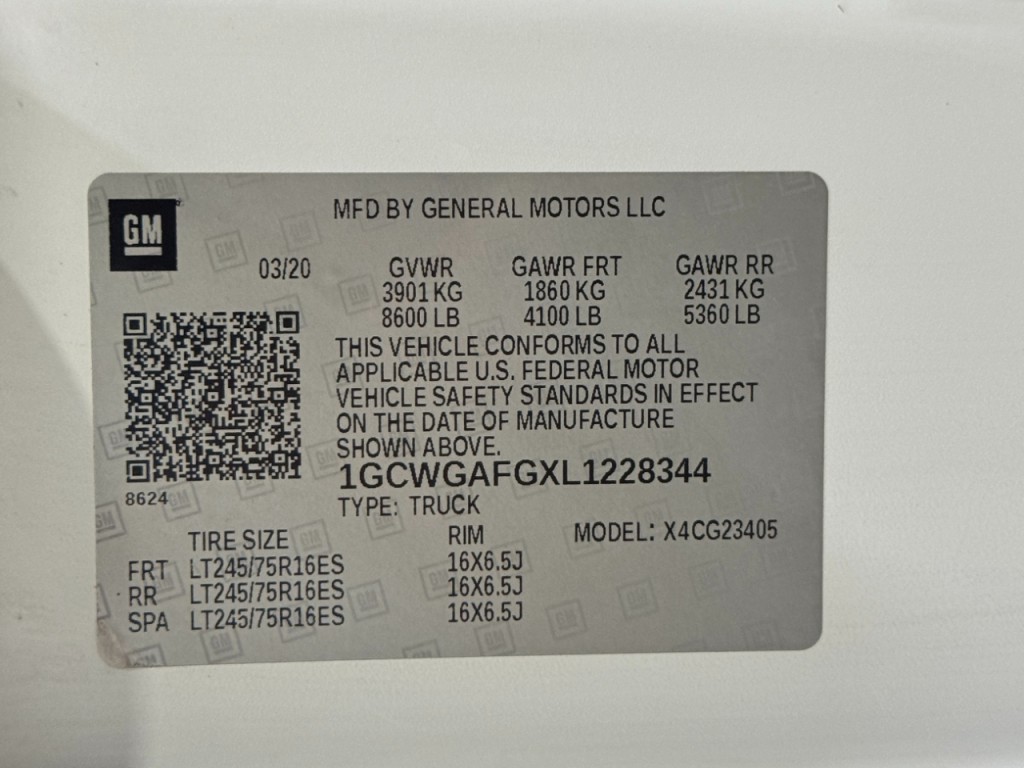 GM
MFD BY GENERAL MOTORS LLC
03/20 GVWR GAWR FRT GAWR RR
3901 KG 1860 KG 2431 KG
8600 LB 4100 LB 5360 LB
THIS VEHICLE CONFORMS TO ALL
APPLICABLE U.S. FEDERAL MOTOR
VEHICLE SAFETY STANDARDS IN EFFECT
ON THE DATE OF MANUFACTURE
SHOWN ABOVE.
1GCWGAFGXL1228344
8624
TYPE: TRUCK
TIRE SIZE RIM MODEL: X4CG23405
FRT LT245/75R16ES 16X6.5J
RR LT245/75R16ES 16X6.5J
SPA LT245/75R16ES 16X6.5J